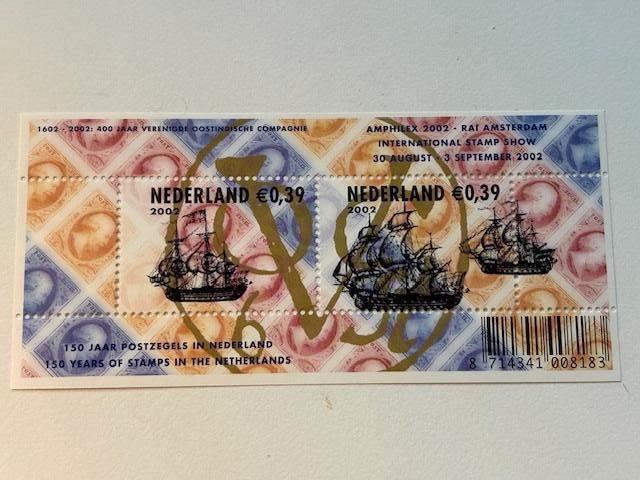 1602 - 2002: 400 JAAR VERENIGDE OOSTINDISCHE COMPAGNIE
AMPHILEX 2002 - RAI AMSTERDAM
INTERNATIONAL STAMP SHOW
30 AUGUST - 3 SEPTEMBER 2002
NEDERLAND €0,39
2002
NEDERLAND €0,39
2002
150 JAAR POSTZEGELS IN NEDERLAND
150 YEARS OF STAMPS IN THE NETHERLANDS
8 714341 008183